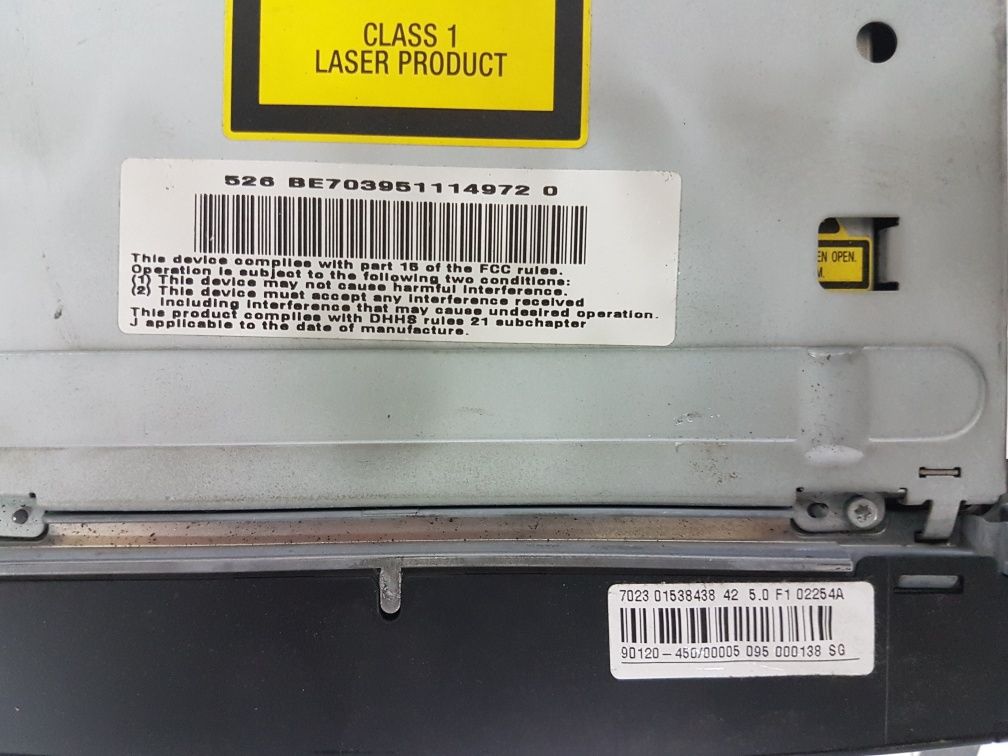 CLASS 1
LASER PRODUCT
526 BE703951114972 0
This device complies with part 15 of the FCC rules.
Operation is subject to the following two conditions:
(1) This device may not cause harmful interference.
(2) This device must accept any interference received
including interference that may cause undesired operation.
This product complies with DHHS rules 21 subchapter
J applicable to the date of manufacture.
EN OPEN.
M.
7023 01538438 42 5.0 F1 02254A
90120-450/00005 095 000138 SG